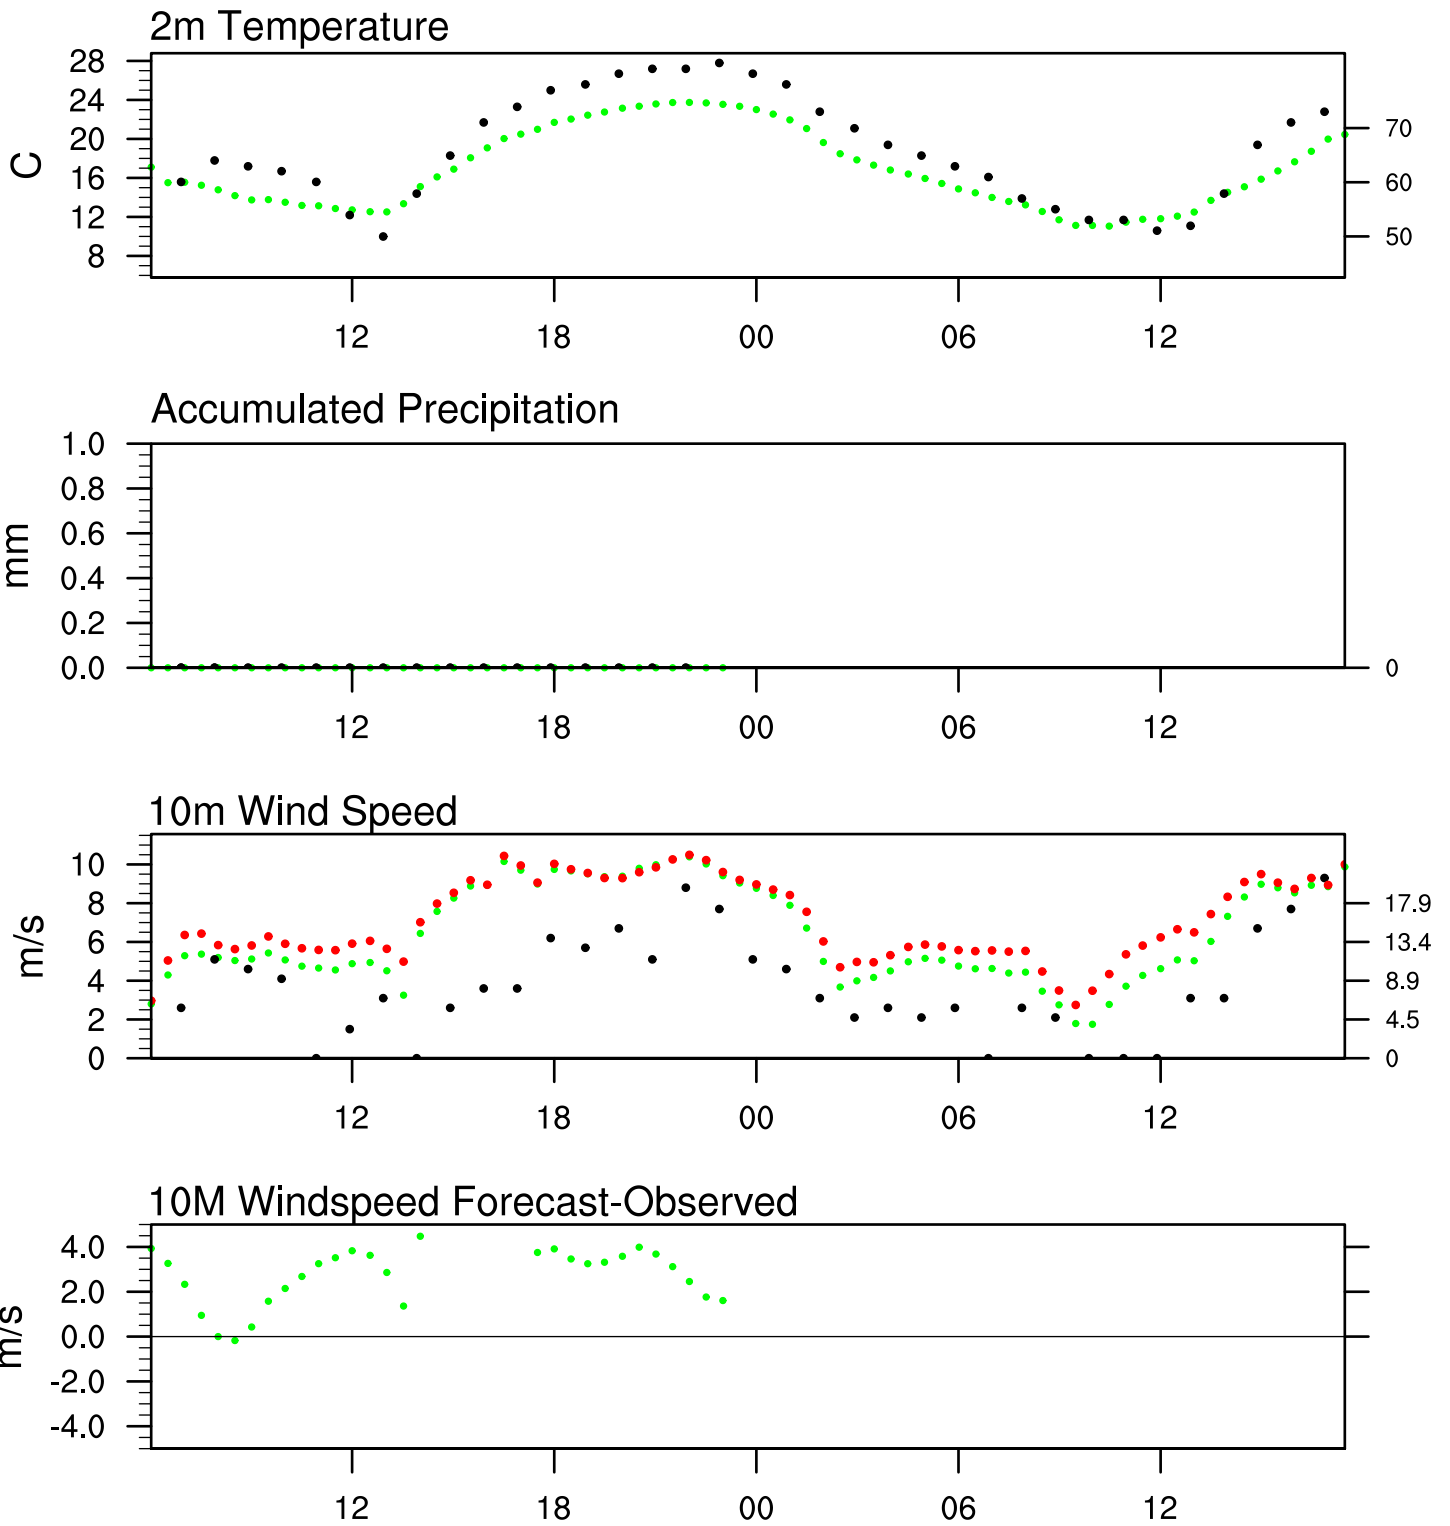 2m Temperature
28
24
20
16
12
8
C
70
60
50
12 18 00 06 12
Accumulated Precipitation
1.0
0.8
0.6
0.4
0.2
0.0
mm
0
12 18 00 06 12
10m Wind Speed
10
8
6
4
2
0
m/s
17.9
13.4
8.9
4.5
0
12 18 00 06 12
10M Windspeed Forecast-Observed
4.0
2.0
0.0
-2.0
-4.0
m/s
12 18 00 06 12